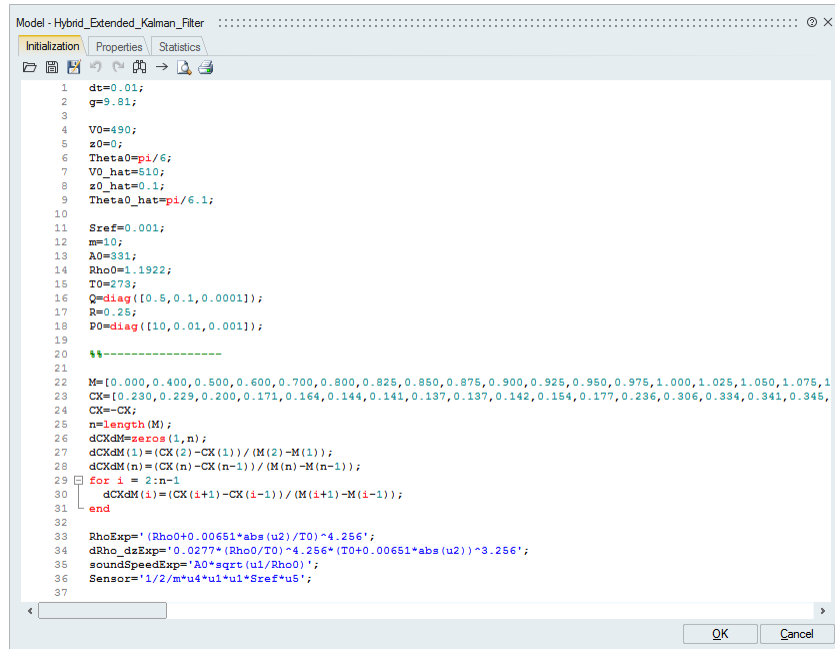 Model - Hybrid_Extended_Kalman_Filter
Initialization Properties Statistics
1 dt=0.01;
2 g=9.81;
3
4 V0=490;
5 z0=0;
6 Theta0=pi/6;
7 V0_hat=510;
8 z0_hat=0.1;
9 Theta0_hat=pi/6.1;
10
11 Sref=0.001;
12 m=10;
13 A0=331;
14 Rho0=1.1922;
15 T0=273;
16 Q=diag([0.5,0.1,0.0001]);
17 R=0.25;
18 P0=diag([10,0.01,0.001]);
19
20 %%-----------------
21
22 M=[0.000,0.400,0.500,0.600,0.700,0.800,0.825,0.850,0.875,0.900,0.925,0.950,0.975,1.000,1.025,1.050,1.075,1
23 CX=[0.230,0.229,0.200,0.171,0.164,0.144,0.141,0.137,0.137,0.142,0.154,0.177,0.236,0.306,0.334,0.341,0.345,
24 CX=-CX;
25 n=length(M);
26 dCXdM=zeros(1,n);
27 dCXdM(1)=(CX(2)-CX(1))/(M(2)-M(1));
28 dCXdM(n)=(CX(n)-CX(n-1))/(M(n)-M(n-1));
29 for i = 2:n-1
30 dCXdM(i)=(CX(i+1)-CX(i-1))/(M(i+1)-M(i-1));
31 end
32
33 RhoExp='(Rho0+0.00651*abs(u2)/T0)^4.256';
34 dRho_dzExp='0.0277*(Rho0/T0)^4.256*(T0+0.00651*abs(u2))^3.256';
35 soundSpeedExp='A0*sqrt(u1/Rho0)';
36 Sensor='1/2/m*u4*u1*u1*Sref*u5';
37
OK Cancel